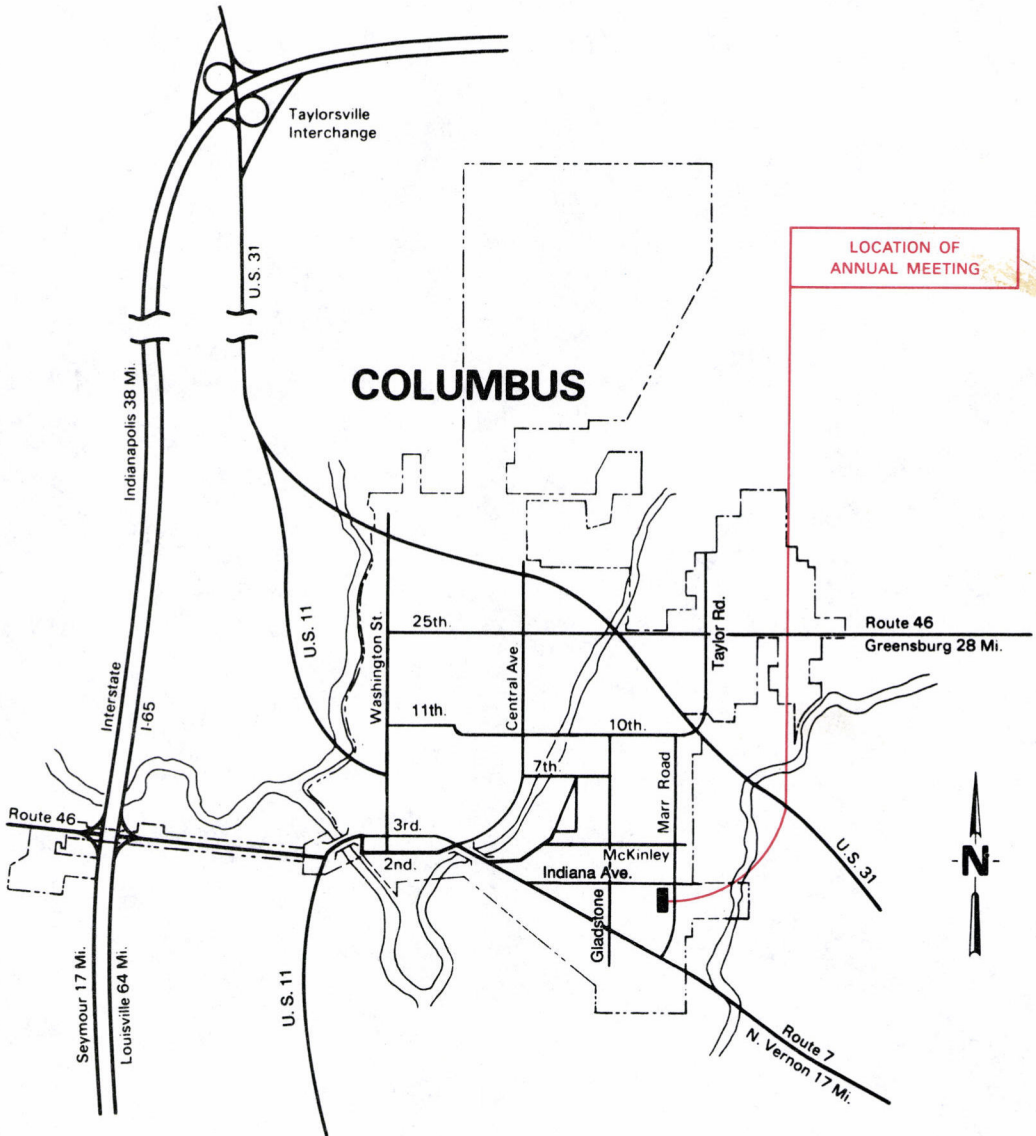 Taylorsville
Interchange
U.S. 31
LOCATION OF
ANNUAL MEETING
COLUMBUS
Indianapolis 38 Mi.
Interstate
I-65
U.S. 11
Washington St.
25th.
Central Ave
Taylor Rd.
Route 46
Greensburg 28 Mi.
11th.
10th.
7th.
Marr Road
Route 46
3rd.
2nd.
McKinley
Indiana Ave.
Gladstone
U.S. 31
N
Seymour 17 Mi.
Louisville 64 Mi.
U.S. 11
Route 7
N. Vernon 17 Mi.